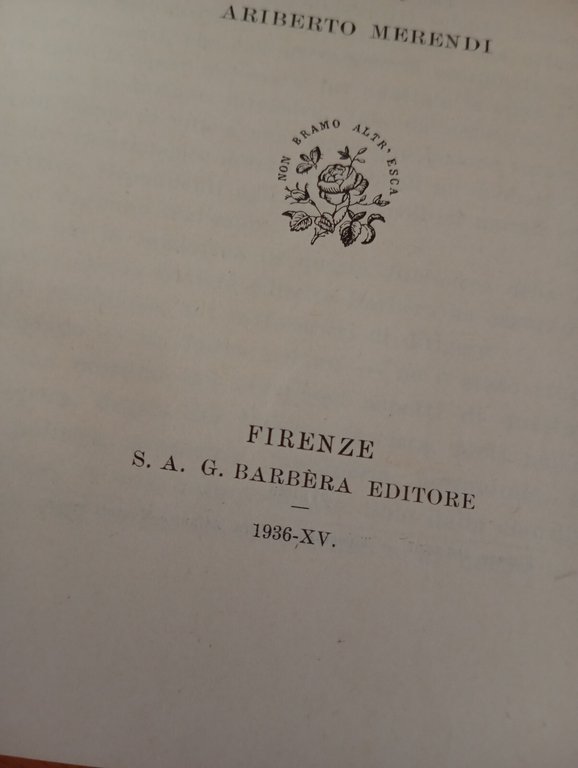 ARIBERTO MERENDI
NON BRAMO ALTR' ESCA
FIRENZE
S. A. G. BARBÈRA EDITORE
—
1936-XV.